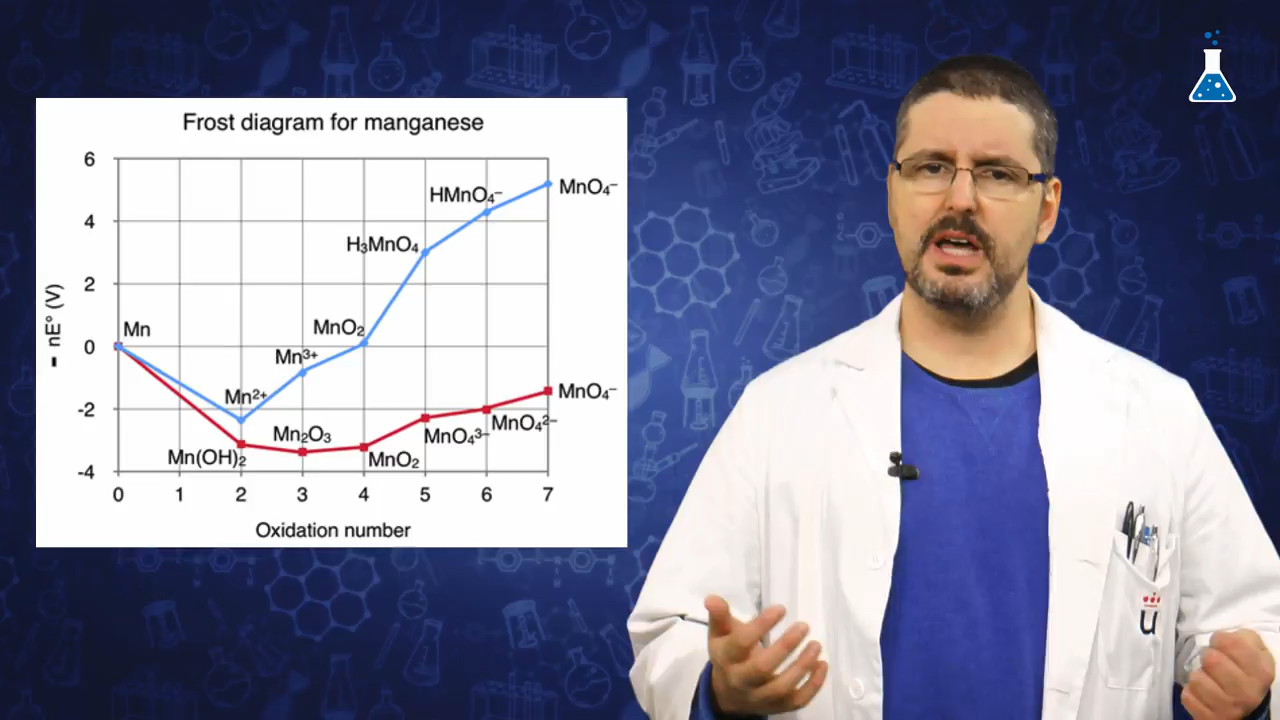 Frost diagram for manganese
6
4
2
0
-2
-4
– nE° (V)
Mn
Mn²⁺
Mn³⁺
MnO₂
H₃MnO₄
HMnO₄⁻
MnO₄⁻
Mn(OH)₂
Mn₂O₃
MnO₂
MnO₄³⁻
MnO₄²⁻
MnO₄⁻
0 1 2 3 4 5 6 7
Oxidation number
u